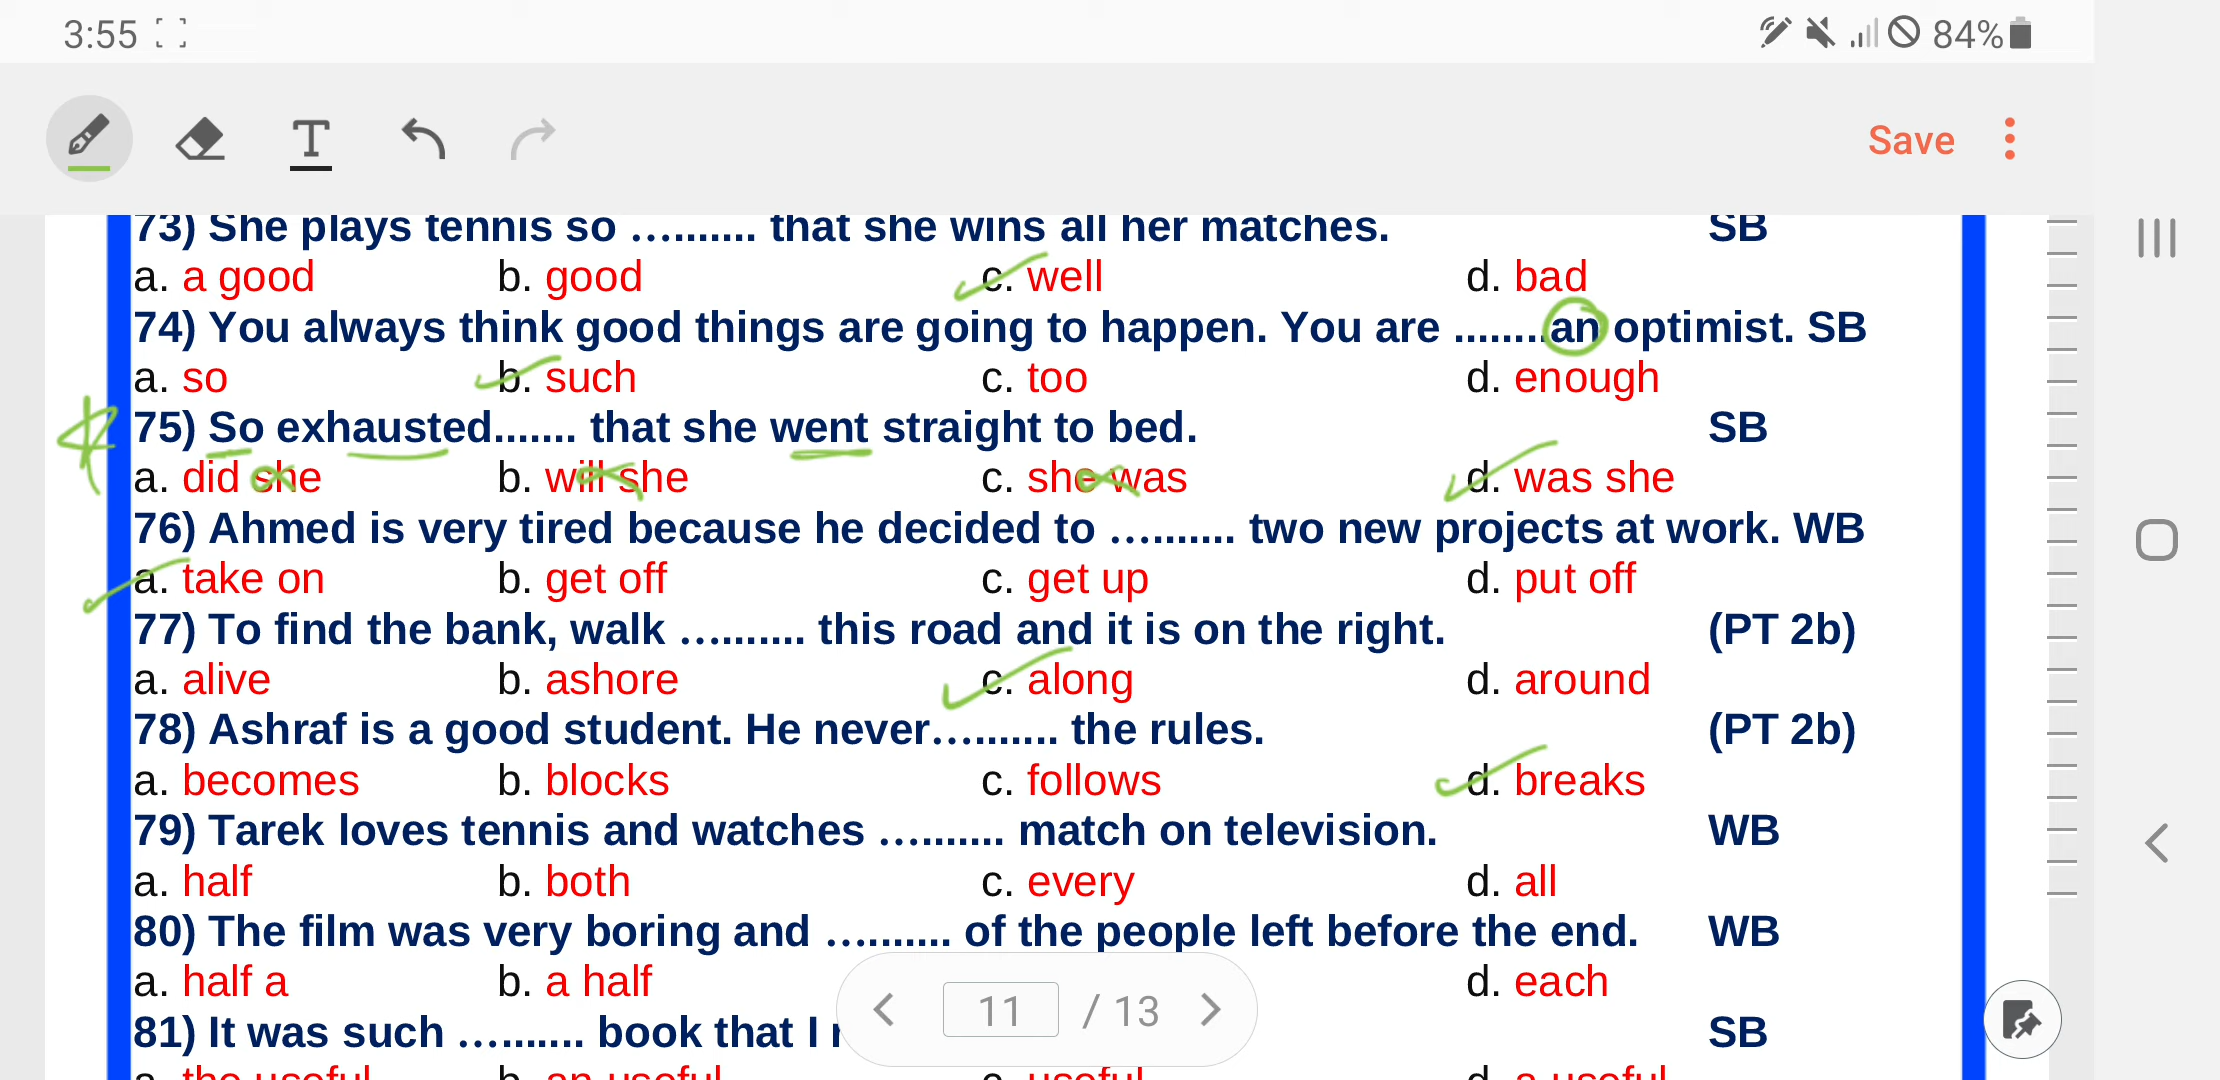 3:55 84%
T Save
73) She plays tennis so .......... that she wins all her matches. SB
a. a good b. good c. well d. bad
74) You always think good things are going to happen. You are ........an optimist. SB
a. so b. such c. too d. enough
75) So exhausted....... that she went straight to bed. SB
a. did she b. will she c. she was d. was she
76) Ahmed is very tired because he decided to .......... two new projects at work. WB
a. take on b. get off c. get up d. put off
77) To find the bank, walk .......... this road and it is on the right. (PT 2b)
a. alive b. ashore c. along d. around
78) Ashraf is a good student. He never.......... the rules. (PT 2b)
a. becomes b. blocks c. follows d. breaks
79) Tarek loves tennis and watches .......... match on television. WB
a. half b. both c. every d. all
80) The film was very boring and .......... of the people left before the end. WB
a. half a b. a half d. each
81) It was such .......... book that I SB
a. the useful b. an useful c. useful d. a useful
11 / 13